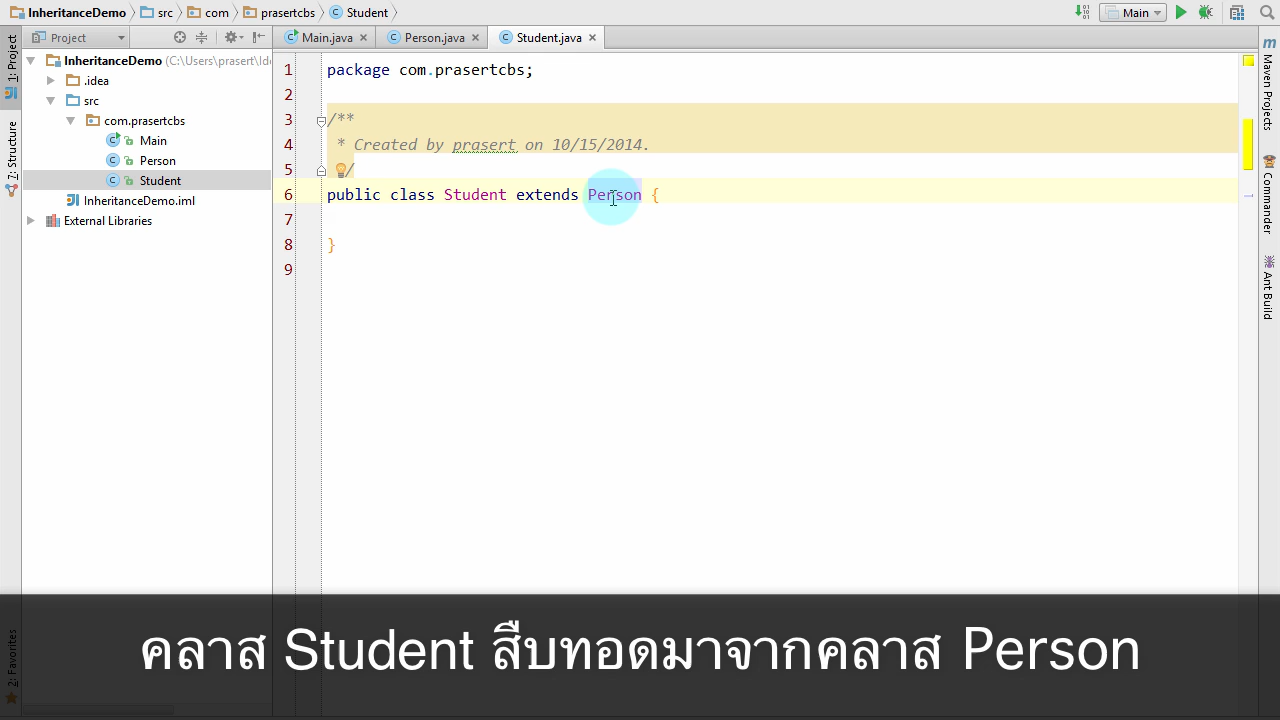 InheritanceDemo src com prasertcbs Student
Main
Project
Main.java Person.java Student.java
1: Project
7: Structure
2: Favorites
InheritanceDemo (C:\Users\prasert\Ide
.idea
src
com.prasertcbs
Main
Person
Student
InheritanceDemo.iml
External Libraries
1 package com.prasertcbs;
2
3 /**
4 * Created by prasert on 10/15/2014.
5 */
6 public class Student extends Person {
7
8 }
9
Maven Projects
Commander
Ant Build
คลาส Student สืบทอดมาจากคลาส Person